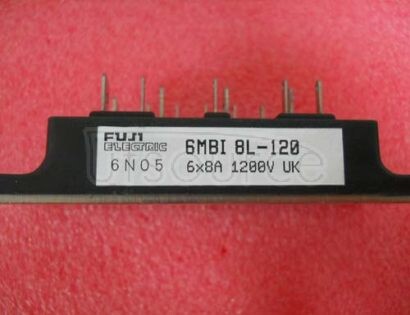 FUJI
ELECTRIC
6MBI 8L-120
6N05
6x8A 1200V UK